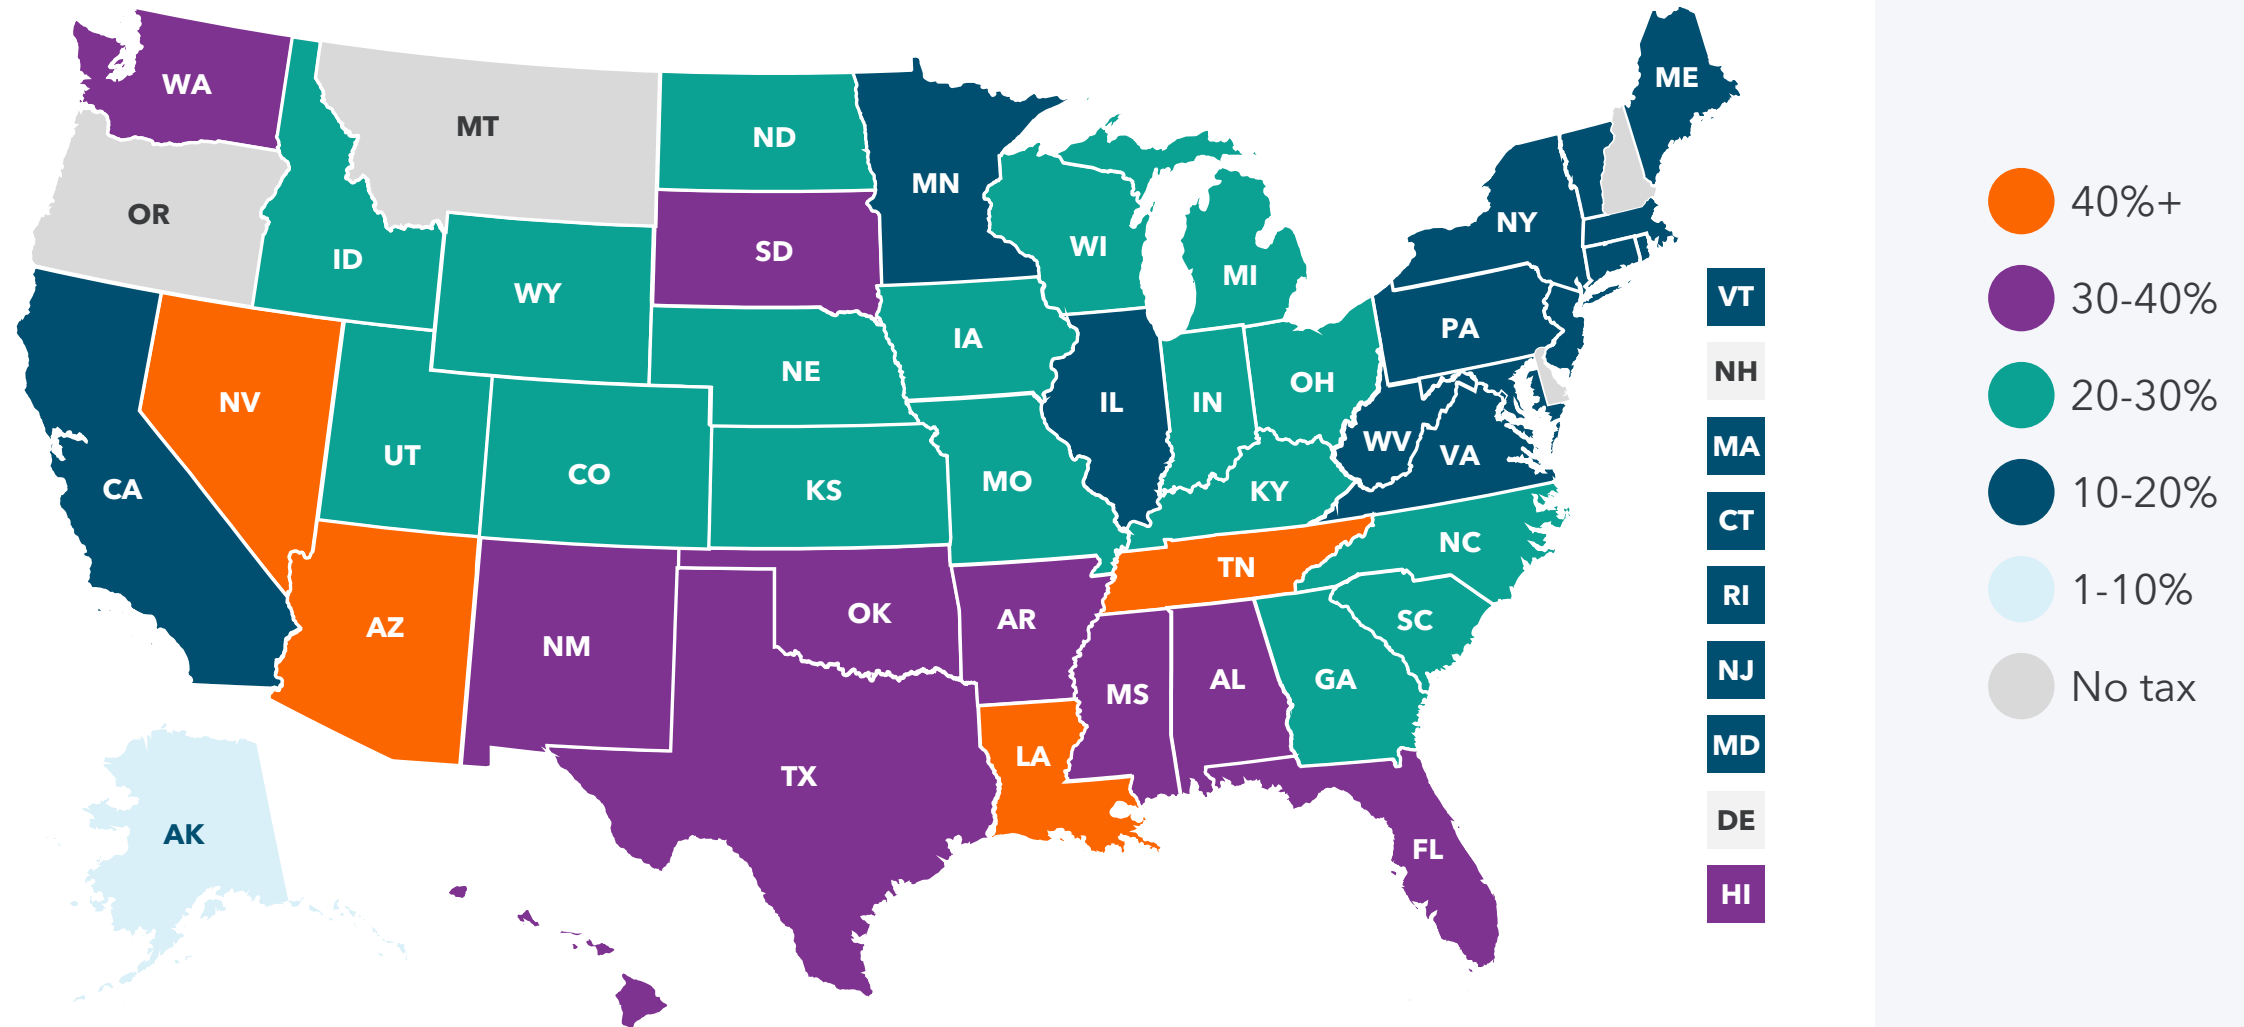 WA
MT
ND
MN
ME
OR
ID
WY
SD
WI
MI
NY
NV
UT
CO
NE
IA
IL
IN
OH
PA
CA
KS
MO
KY
WV
VA
AZ
NM
OK
AR
TN
NC
SC
TX
LA
MS
AL
GA
FL
AK
VT
NH
MA
CT
RI
NJ
MD
DE
HI
40%+
30-40%
20-30%
10-20%
1-10%
No tax